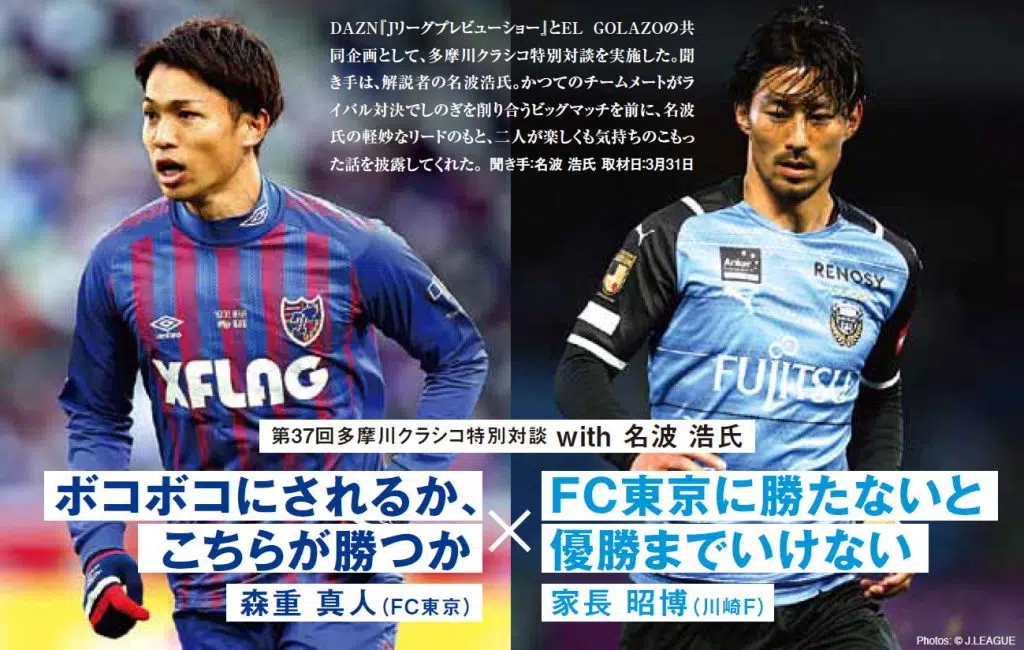 DAZN『Jリーグプレビューショー』とEL GOLAZOの共
同企画として、多摩川クラシコ特別対談を実施した。聞
き手は、解説者の名波浩氏。かつてのチームメートがラ
イバル対決でしのぎを削り合うビッグマッチを前に、名波
氏の軽妙なリードのもと、二人が楽しくも気持ちのこもっ
た話を披露してくれた。 聞き手:名波 浩氏 取材日:3月31日
umbro
XFLAG
Anker
RENOSY
FUJITSU
第37回多摩川クラシコ特別対談 with 名波 浩氏
ボコボコにされるか、
こちらが勝つか
森重 真人(FC東京)
×
FC東京に勝たないと
優勝までいけない
家長 昭博(川崎F)
Photos: © J.LEAGUE